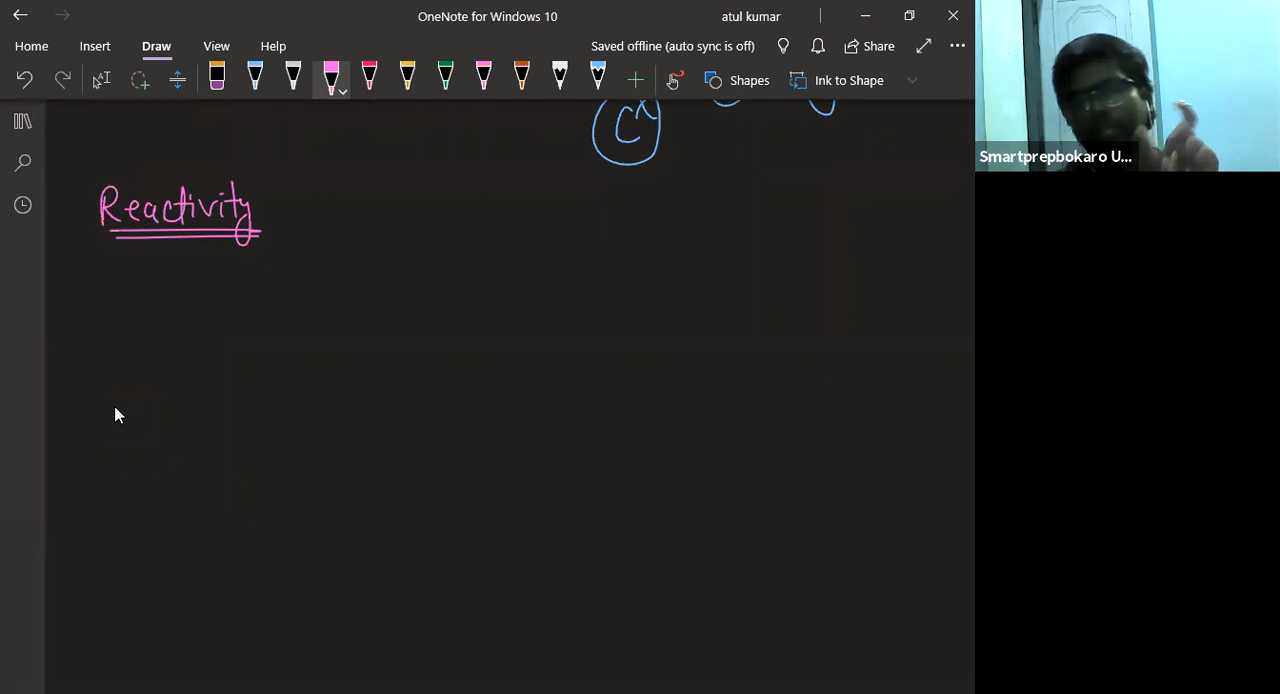 OneNote for Windows 10
atul kumar
Home Insert Draw View Help
Saved offline (auto sync is off)
Share
Shapes
Ink to Shape
Smartprepbokaro U...
Reactivity